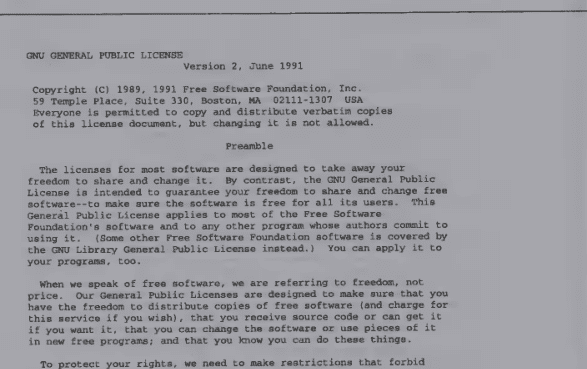 GNU GENERAL PUBLIC LICENSE
Version 2, June 1991
Copyright (C) 1989, 1991 Free Software Foundation, Inc.
59 Temple Place, Suite 330, Boston, MA 02111-1307 USA
Everyone is permitted to copy and distribute verbatim copies
of this license document, but changing it is not allowed.
Preamble
The licenses for most software are designed to take away your
freedom to share and change it. By contrast, the GNU General Public
License is intended to guarantee your freedom to share and change free
software--to make sure the software is free for all its users. This
General Public License applies to most of the Free Software
Foundation's software and to any other program whose authors commit to
using it. (Some other Free Software Foundation software is covered by
the GNU Library General Public License instead.) You can apply it to
your programs, too.
When we speak of free software, we are referring to freedom, not
price. Our General Public Licenses are designed to make sure that you
have the freedom to distribute copies of free software (and charge for
this service if you wish), that you receive source code or can get it
if you want it, that you can change the software or use pieces of it
in new free programs; and that you know you can do these things.
To protect your rights, we need to make restrictions that forbid